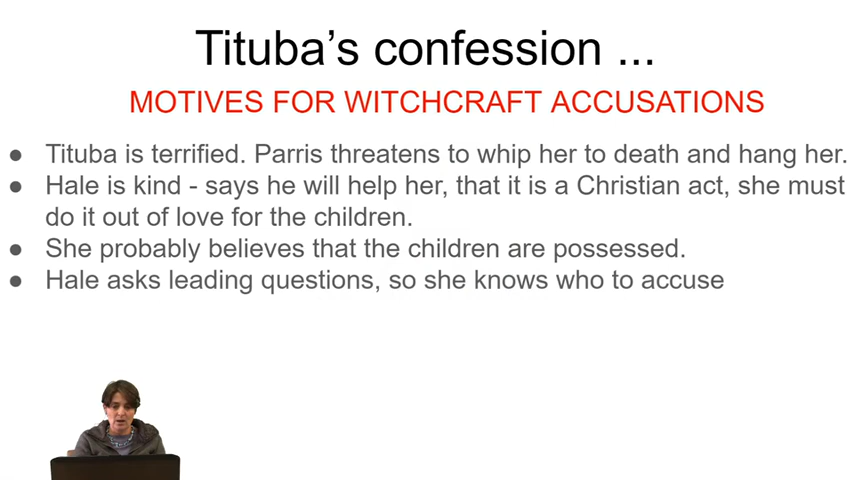 Tituba's confession ...
MOTIVES FOR WITCHCRAFT ACCUSATIONS
● Tituba is terrified. Parris threatens to whip her to death and hang her.
● Hale is kind - says he will help her, that it is a Christian act, she must
do it out of love for the children.
● She probably believes that the children are possessed.
● Hale asks leading questions, so she knows who to accuse